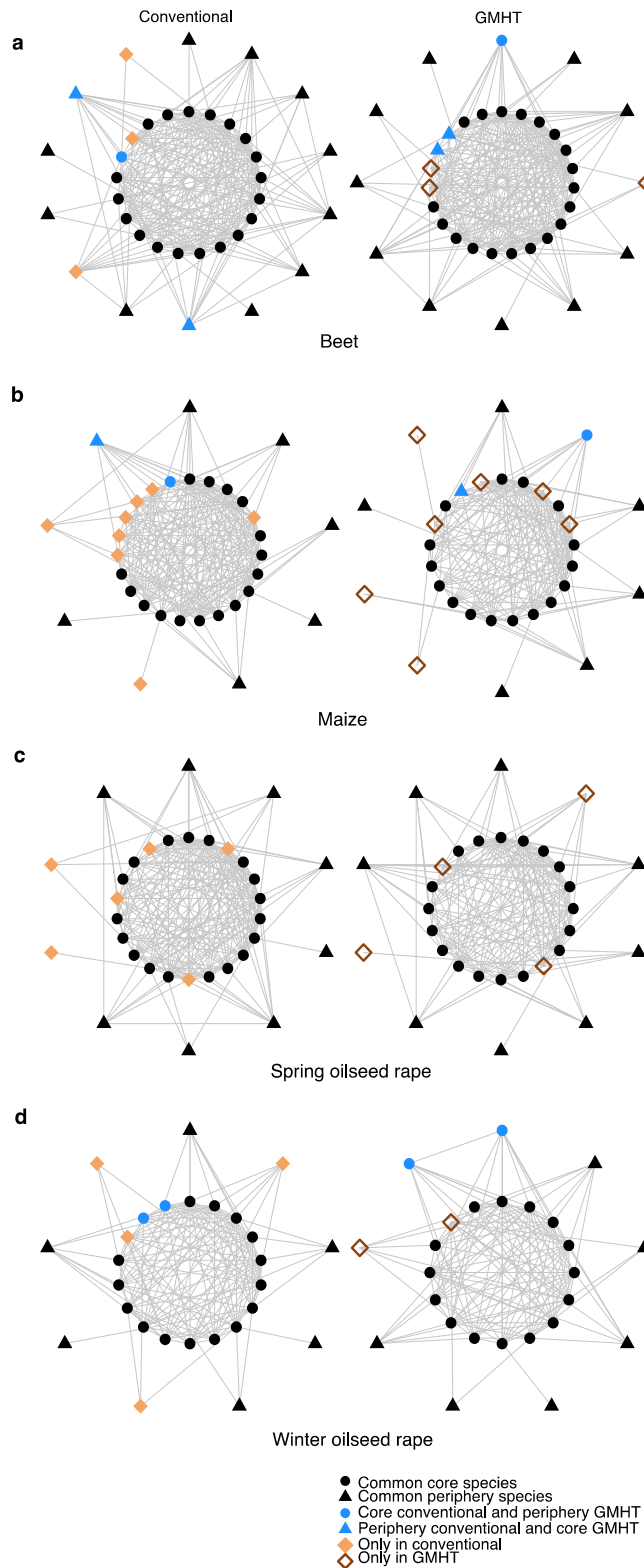 Conventional
GMHT
a
Beet
b
Maize
c
Spring oilseed rape
d
Winter oilseed rape
Common core species
Common periphery species
Core conventional and periphery GMHT
Periphery conventional and core GMHT
Only in conventional
Only in GMHT